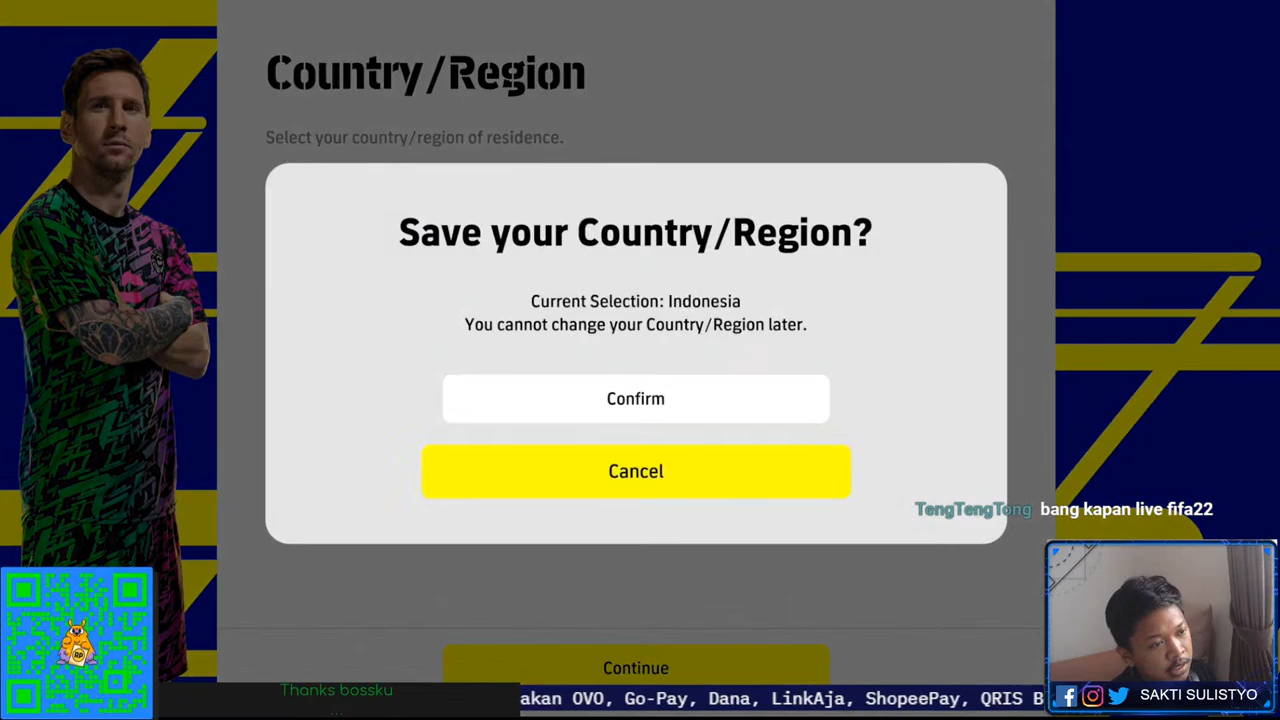 Country/Region
Select your country/region of residence.
Save your Country/Region?
Current Selection: Indonesia
You cannot change your Country/Region later.
Confirm
Cancel
TengTengTong bang kapan live fifa22
Continue
RP
Thanks bossku
...
akan OVO, Go-Pay, Dana, LinkAja, ShopeePay, QRIS B
SAKTI SULISTYO